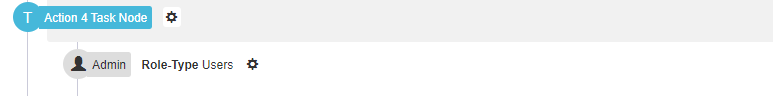 T Action 4 Task Node
Admin Role-Type Users